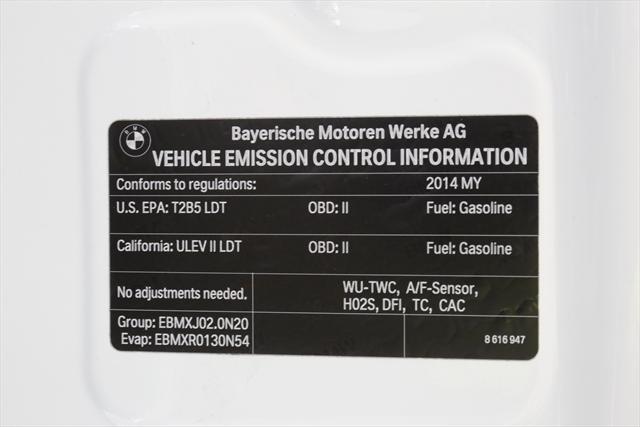 BMW
Bayerische Motoren Werke AG
VEHICLE EMISSION CONTROL INFORMATION
Conforms to regulations: 2014 MY
U.S. EPA: T2B5 LDT OBD: II Fuel: Gasoline
California: ULEV II LDT OBD: II Fuel: Gasoline
No adjustments needed.
WU-TWC, A/F-Sensor,
H02S, DFI, TC, CAC
Group: EBMXJ02.0N20
Evap: EBMXR0130N54
8 616 947